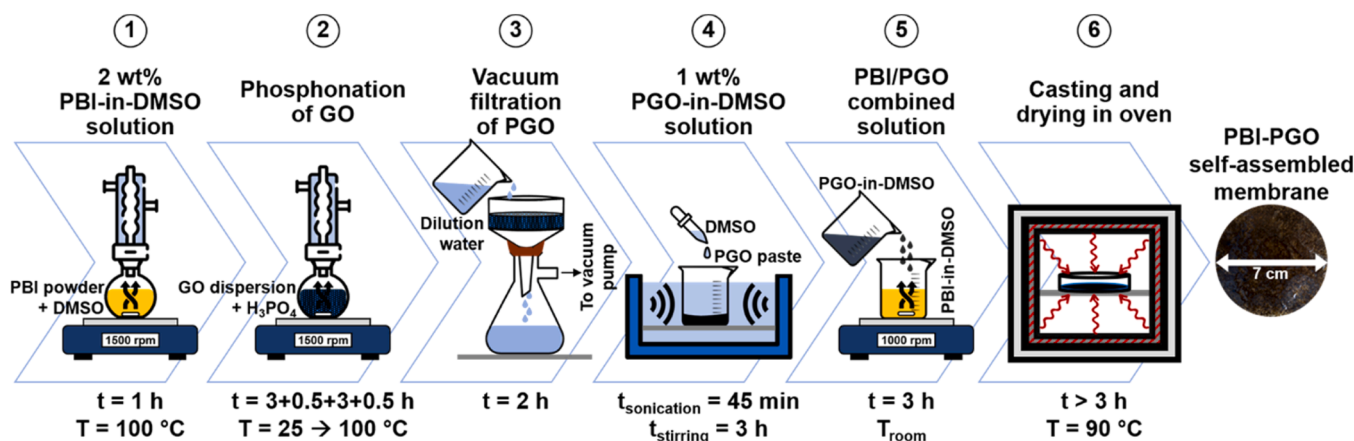 1
2 wt%
PBI-in-DMSO
solution
PBI powder
+ DMSO
1500 rpm
t = 1 h
T = 100 °C
2
Phosphonation
of GO
GO dispersion
+ H₃PO₄
1500 rpm
t = 3+0.5+3+0.5 h
T = 25 → 100 °C
3
Vacuum
filtration
of PGO
Dilution
water
To vacuum
pump
t = 2 h
4
1 wt%
PGO-in-DMSO
solution
DMSO
PGO paste
tsonication = 45 min
tstirring = 3 h
5
PBI/PGO
combined
solution
PGO-in-DMSO
PBI-in-DMSO
1000 rpm
t = 3 h
Troom
6
Casting and
drying in oven
t > 3 h
T = 90 °C
PBI-PGO
self-assembled
membrane
7 cm